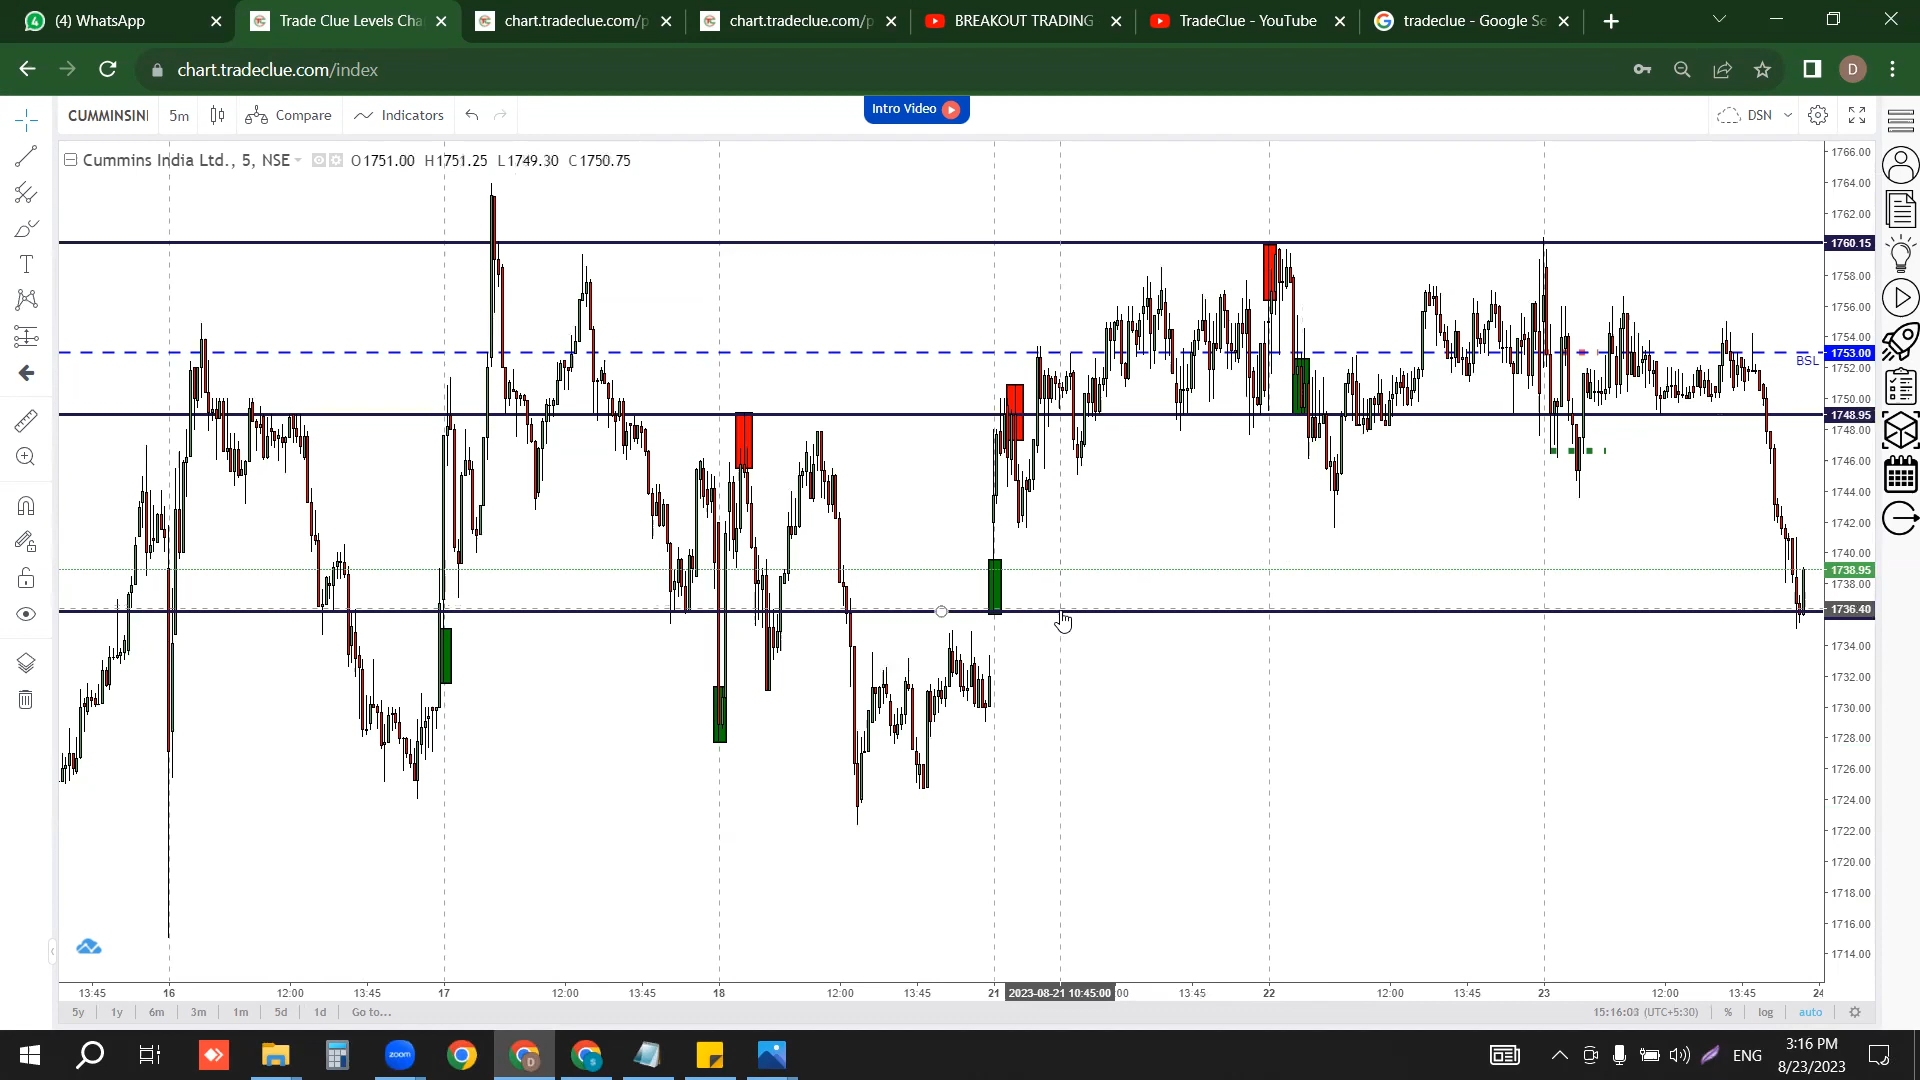 (4) WhatsApp
Trade Clue Levels Cha
chart.tradeclue.com/p
chart.tradeclue.com/p
BREAKOUT TRADING
TradeClue - YouTube
tradeclue - Google Se
chart.tradeclue.com/index
D
CUMMINSINI
5m
Compare
Indicators
Intro Video
DSN
Cummins India Ltd., 5, NSE
O1751.00 H1751.25 L1749.30 C1750.75
1766.00
1764.00
1762.00
1760.15
1758.00
1756.00
1754.00
1753.00
BSL
1752.00
1750.00
1748.95
1748.00
1746.00
1744.00
1742.00
1740.00
1738.95
1738.00
1736.40
1734.00
1732.00
1730.00
1728.00
1726.00
1724.00
1722.00
1720.00
1718.00
1716.00
1714.00
13:45 16 12:00 13:45 17 12:00 13:45 18 12:00 13:45 21 2023-08-21 10:45:00 :00 13:45 22 12:00 13:45 23 12:00 13:45 24
5y 1y 6m 3m 1m 5d 1d Go to...
15:16:03 (UTC+5:30) % log auto
zoom
ENG
3:16 PM
8/23/2023